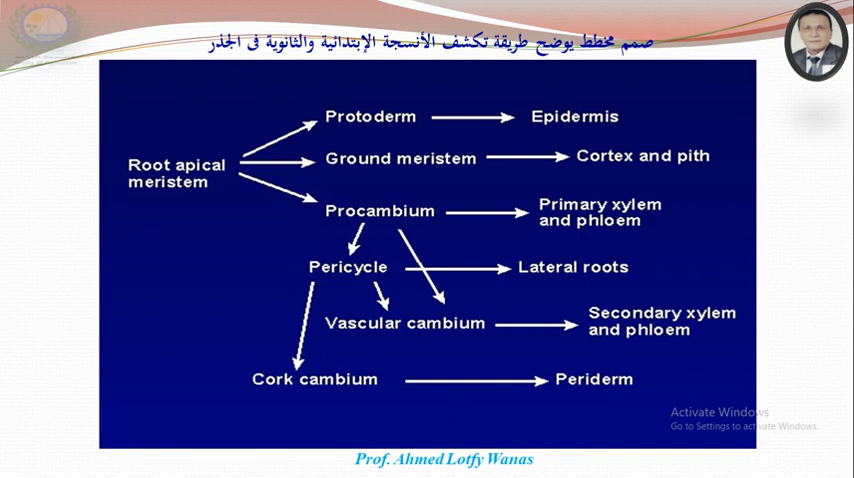 صمم مخطط يوضح طريقة تكشف الأنسجة الإبتدائية والثانوية فى الجذر
Protoderm
Epidermis
Root apical
meristem
Ground meristem
Cortex and pith
Procambium
Primary xylem
and phloem
Pericycle
Lateral roots
Vascular cambium
Secondary xylem
and phloem
Cork cambium
Periderm
Activate Windows
Go to Settings to activate Windows.
Prof. Ahmed Lotfy Wanas